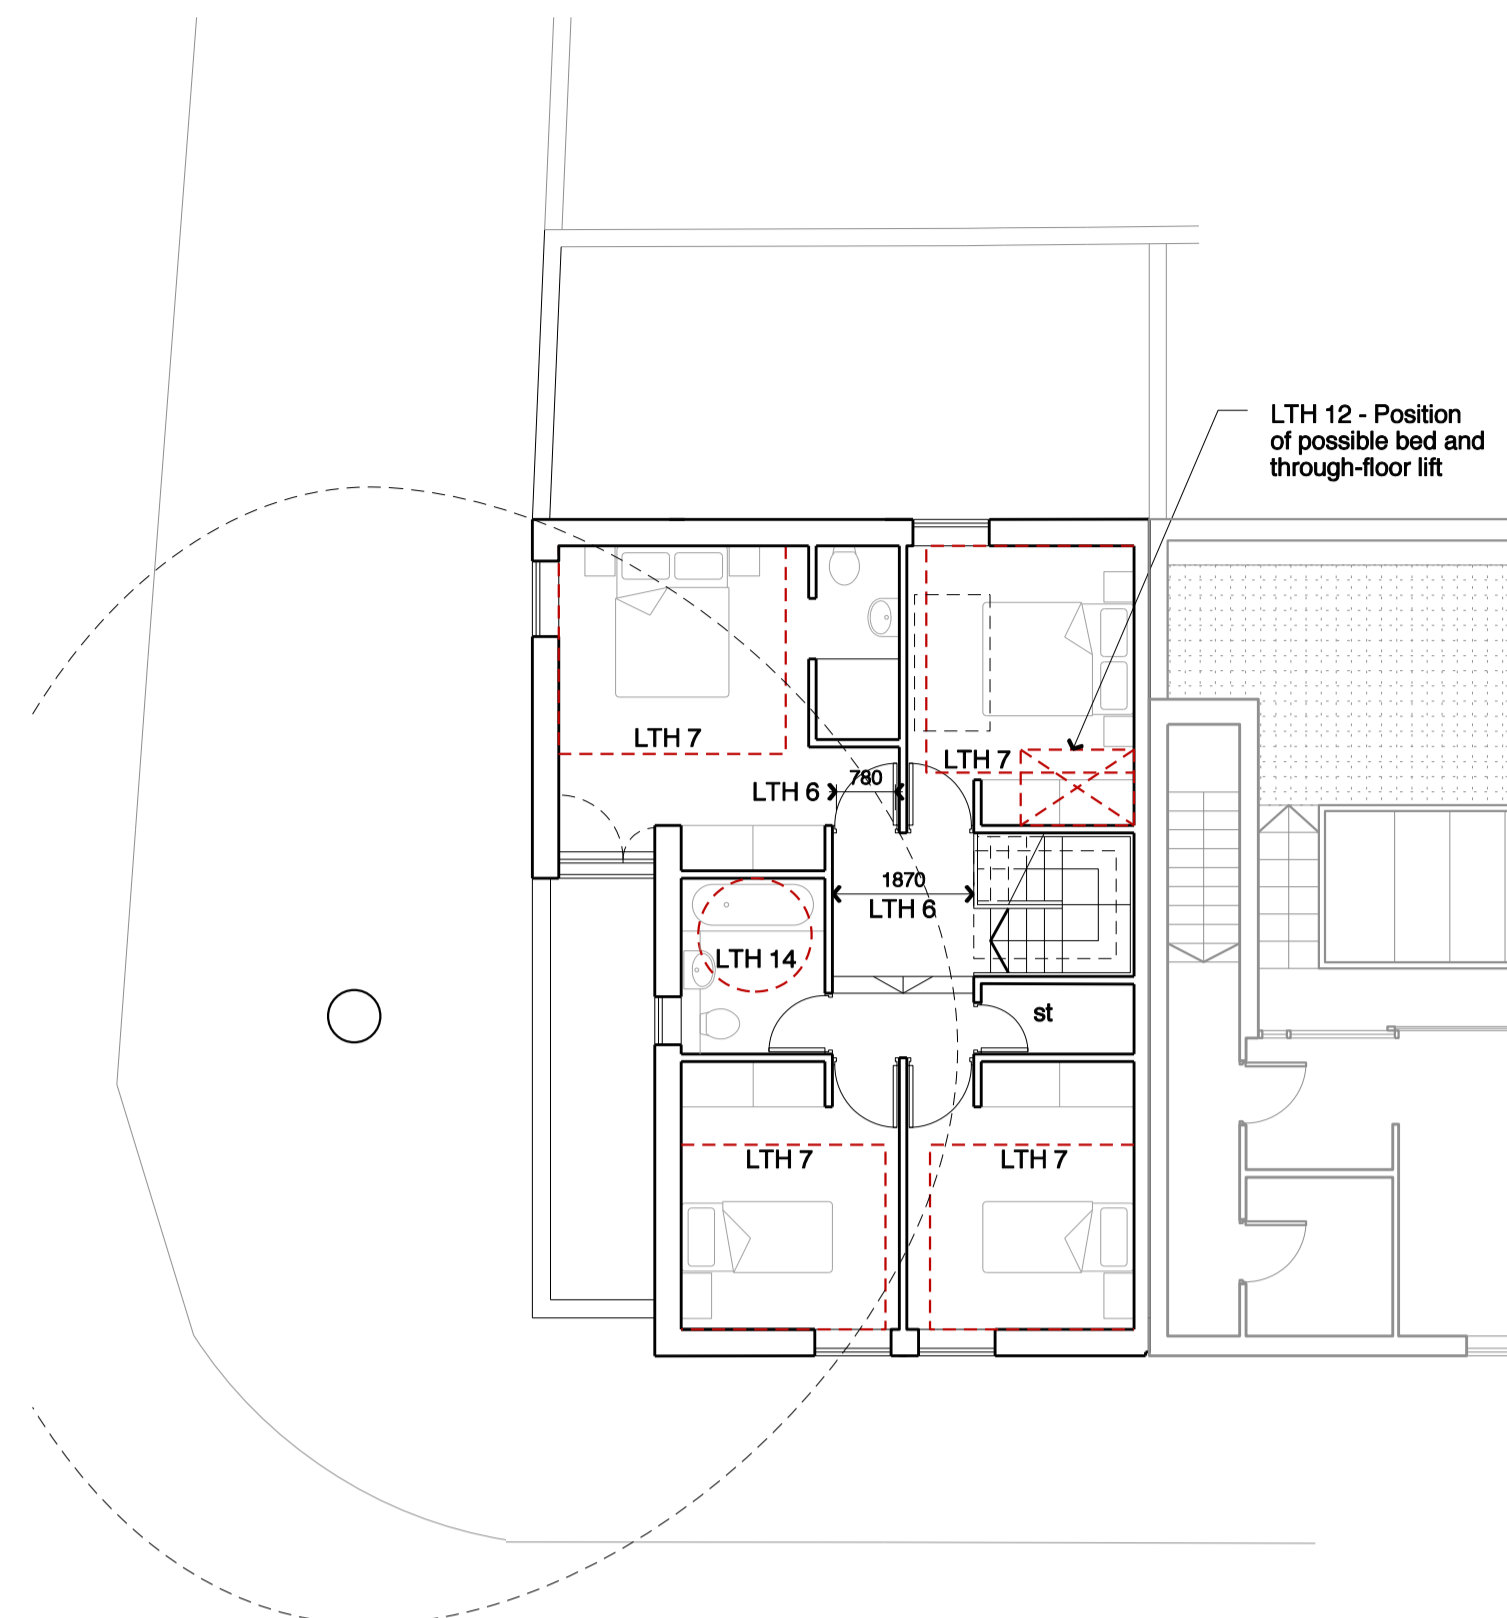 LTH 12 - Position
of possible bed and
through-floor lift
LTH 7
LTH 7
780
LTH 6
1870
LTH 6
LTH 14
st
LTH 7
LTH 7